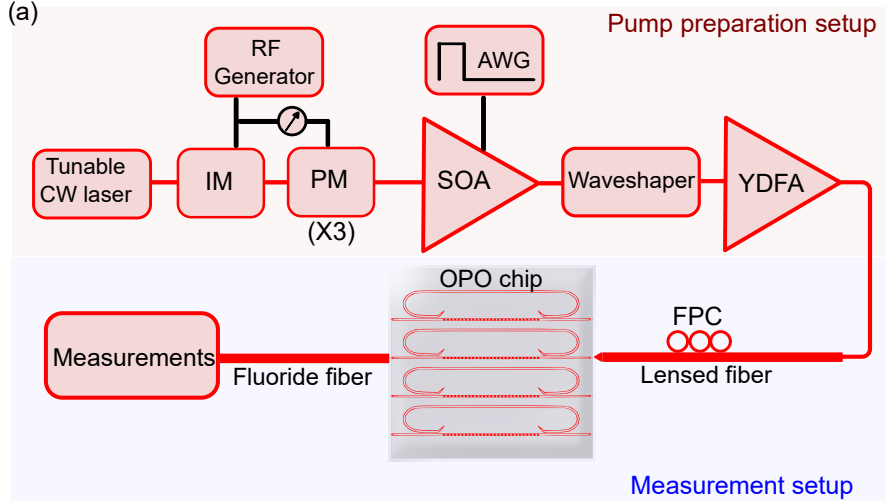 (a)
Pump preparation setup
RF
Generator
AWG
Tunable
CW laser
IM
PM
(X3)
SOA
Waveshaper
YDFA
OPO chip
FPC
Measurements
Fluoride fiber
Lensed fiber
Measurement setup